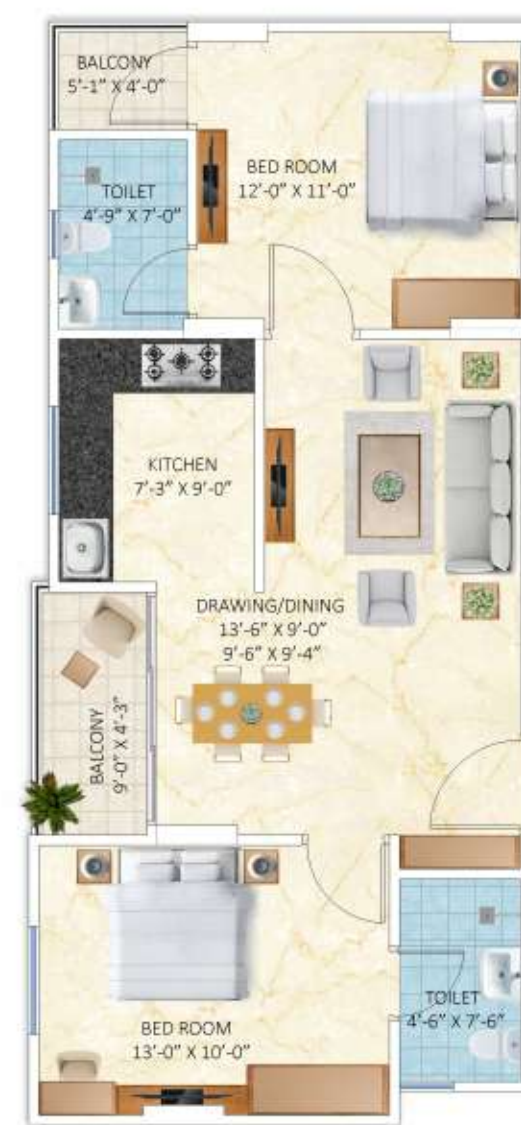 BALCONY
5'-1" X 4'-0"
BED ROOM
12'-0" X 11'-0"
TOILET
4'-9" X 7'-0"
KITCHEN
7'-3" X 9'-0"
DRAWING/DINING
13'-6" X 9'-0"
9'-6" X 9'-4"
BALCONY
9'-0" X 4'-3"
BED ROOM
13'-0" X 10'-0"
TOILET
4'-6" X 7'-6"